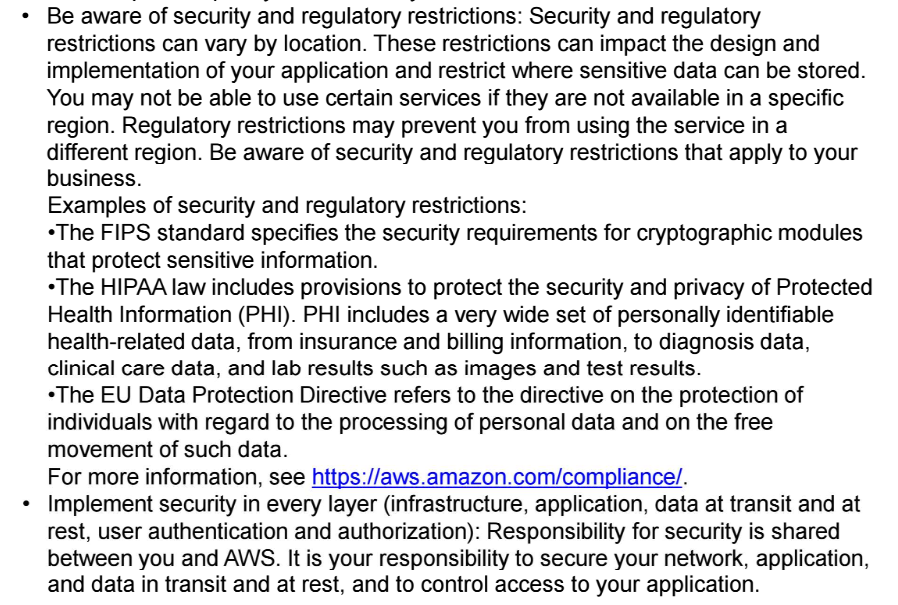 • Be aware of security and regulatory restrictions: Security and regulatory
restrictions can vary by location. These restrictions can impact the design and
implementation of your application and restrict where sensitive data can be stored.
You may not be able to use certain services if they are not available in a specific
region. Regulatory restrictions may prevent you from using the service in a
different region. Be aware of security and regulatory restrictions that apply to your
business.
Examples of security and regulatory restrictions:
•The FIPS standard specifies the security requirements for cryptographic modules
that protect sensitive information.
•The HIPAA law includes provisions to protect the security and privacy of Protected
Health Information (PHI). PHI includes a very wide set of personally identifiable
health-related data, from insurance and billing information, to diagnosis data,
clinical care data, and lab results such as images and test results.
•The EU Data Protection Directive refers to the directive on the protection of
individuals with regard to the processing of personal data and on the free
movement of such data.
For more information, see https://aws.amazon.com/compliance/.
• Implement security in every layer (infrastructure, application, data at transit and at
rest, user authentication and authorization): Responsibility for security is shared
between you and AWS. It is your responsibility to secure your network, application,
and data in transit and at rest, and to control access to your application.